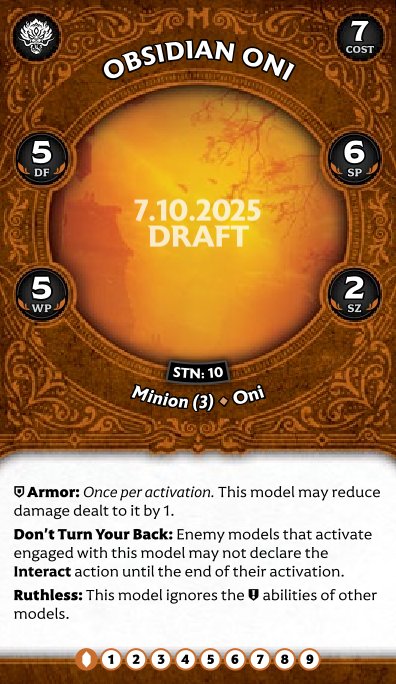 7
COST
OBSIDIAN ONI
5
DF
6
SP
7.10.2025
DRAFT
5
WP
2
SZ
STN: 10
Minion (3) ⬥ Oni
Armor: Once per activation. This model may reduce
damage dealt to it by 1.
Don't Turn Your Back: Enemy models that activate
engaged with this model may not declare the
Interact action until the end of their activation.
Ruthless: This model ignores the abilities of other
models.
1 2 3 4 5 6 7 8 9